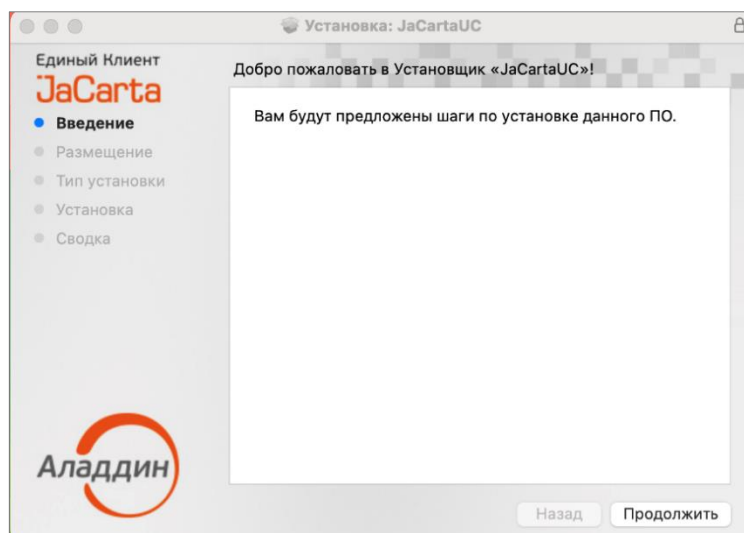 Установка: JaCartaUC
Единый Клиент
JaCarta
Введение
Размещение
Тип установки
Установка
Сводка
Аладдин
Добро пожаловать в Установщик «JaCartaUC»!
Вам будут предложены шаги по установке данного ПО.
Назад
Продолжить